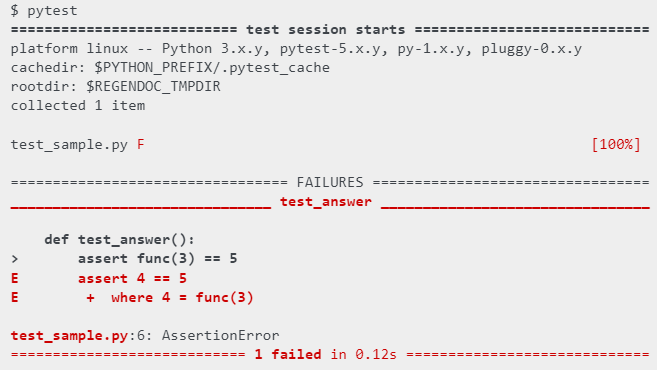 $ pytest
=========================== test session starts ============================
platform linux -- Python 3.x.y, pytest-5.x.y, py-1.x.y, pluggy-0.x.y
cachedir: $PYTHON_PREFIX/.pytest_cache
rootdir: $REGENDOC_TMPDIR
collected 1 item
test_sample.py F                                                     [100%]
================================= FAILURES =================================
_______________________________ test_answer ________________________________
    def test_answer():
>       assert func(3) == 5
E       assert 4 == 5
E        +  where 4 = func(3)
test_sample.py:6: AssertionError
============================ 1 failed in 0.12s =============================